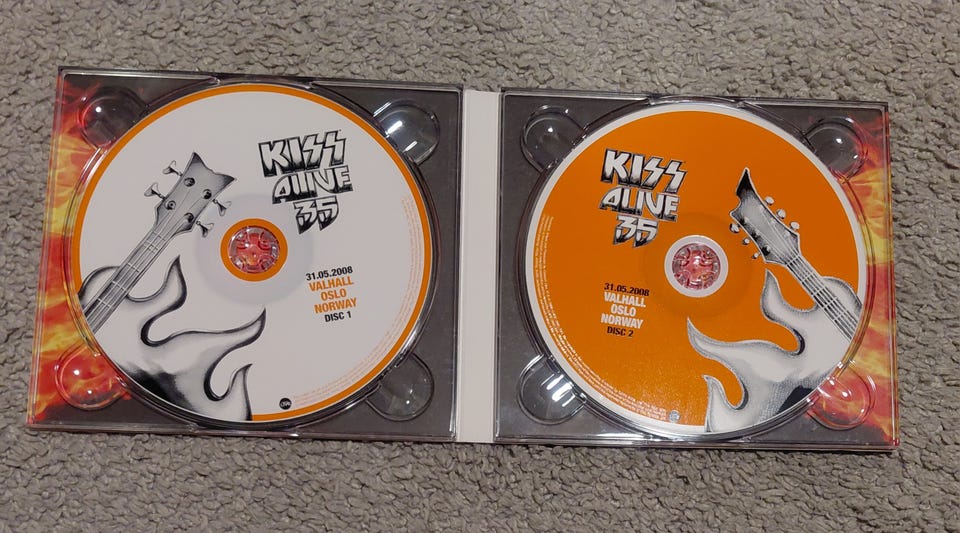 KISS
ALIVE
35
31.05.2008
VALHALL
OSLO
NORWAY
DISC 1
KISS
ALIVE
35
31.05.2008
VALHALL
OSLO
NORWAY
DISC 2